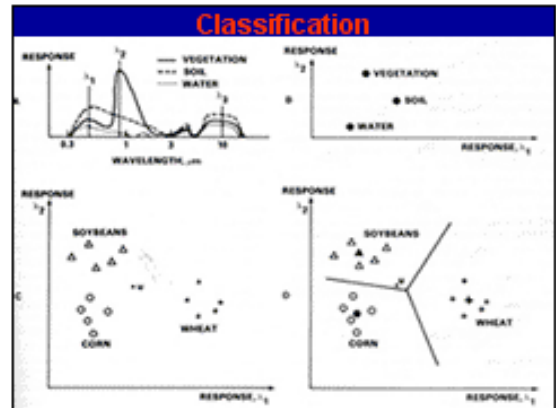 Classification
RESPONSE
λ2
λ1
VEGETATION
SOIL
WATER
λ3
A
0.3 1 3 10
WAVELENGTH, μm
RESPONSE
λ2
VEGETATION
SOIL
WATER
B
RESPONSE, λ1
RESPONSE
λ2
SOYBEANS
C
WHEAT
CORN
RESPONSE
λ2
SOYBEANS
D
WHEAT
CORN
RESPONSE, λ1
RESPONSE, λ1